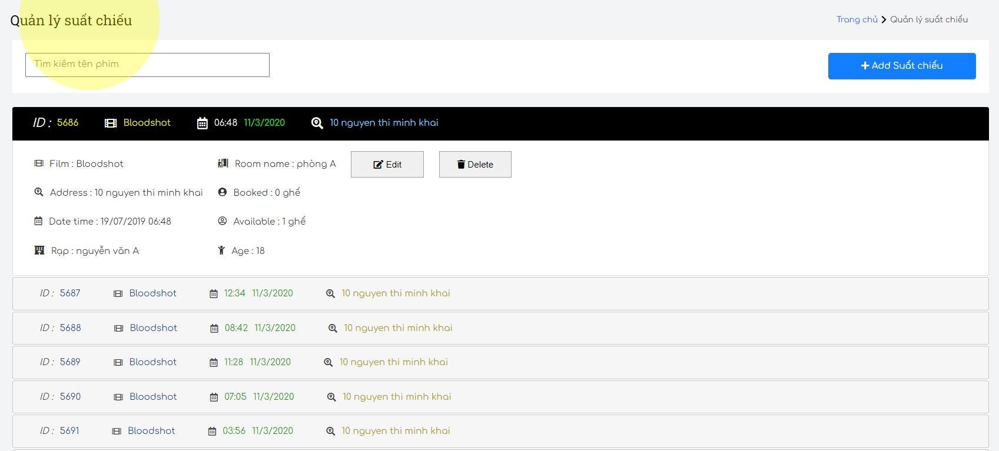 Quản lý suất chiếu
Trang chủ Quản lý suất chiếu
Tìm kiếm tên phim
Add Suất chiếu
ID : 5686 Bloodshot 06:48 11/3/2020 10 nguyen thi minh khai
Film : Bloodshot Room name : phòng A Edit Delete
Address : 10 nguyen thi minh khai Booked : 0 ghế
Date time : 19/07/2019 06:48 Available : 1 ghế
Rạp : nguyễn văn A Age : 18
ID : 5687 Bloodshot 12:34 11/3/2020 10 nguyen thi minh khai
ID : 5688 Bloodshot 08:42 11/3/2020 10 nguyen thi minh khai
ID : 5689 Bloodshot 11:28 11/3/2020 10 nguyen thi minh khai
ID : 5690 Bloodshot 07:05 11/3/2020 10 nguyen thi minh khai
ID : 5691 Bloodshot 03:56 11/3/2020 10 nguyen thi minh khai